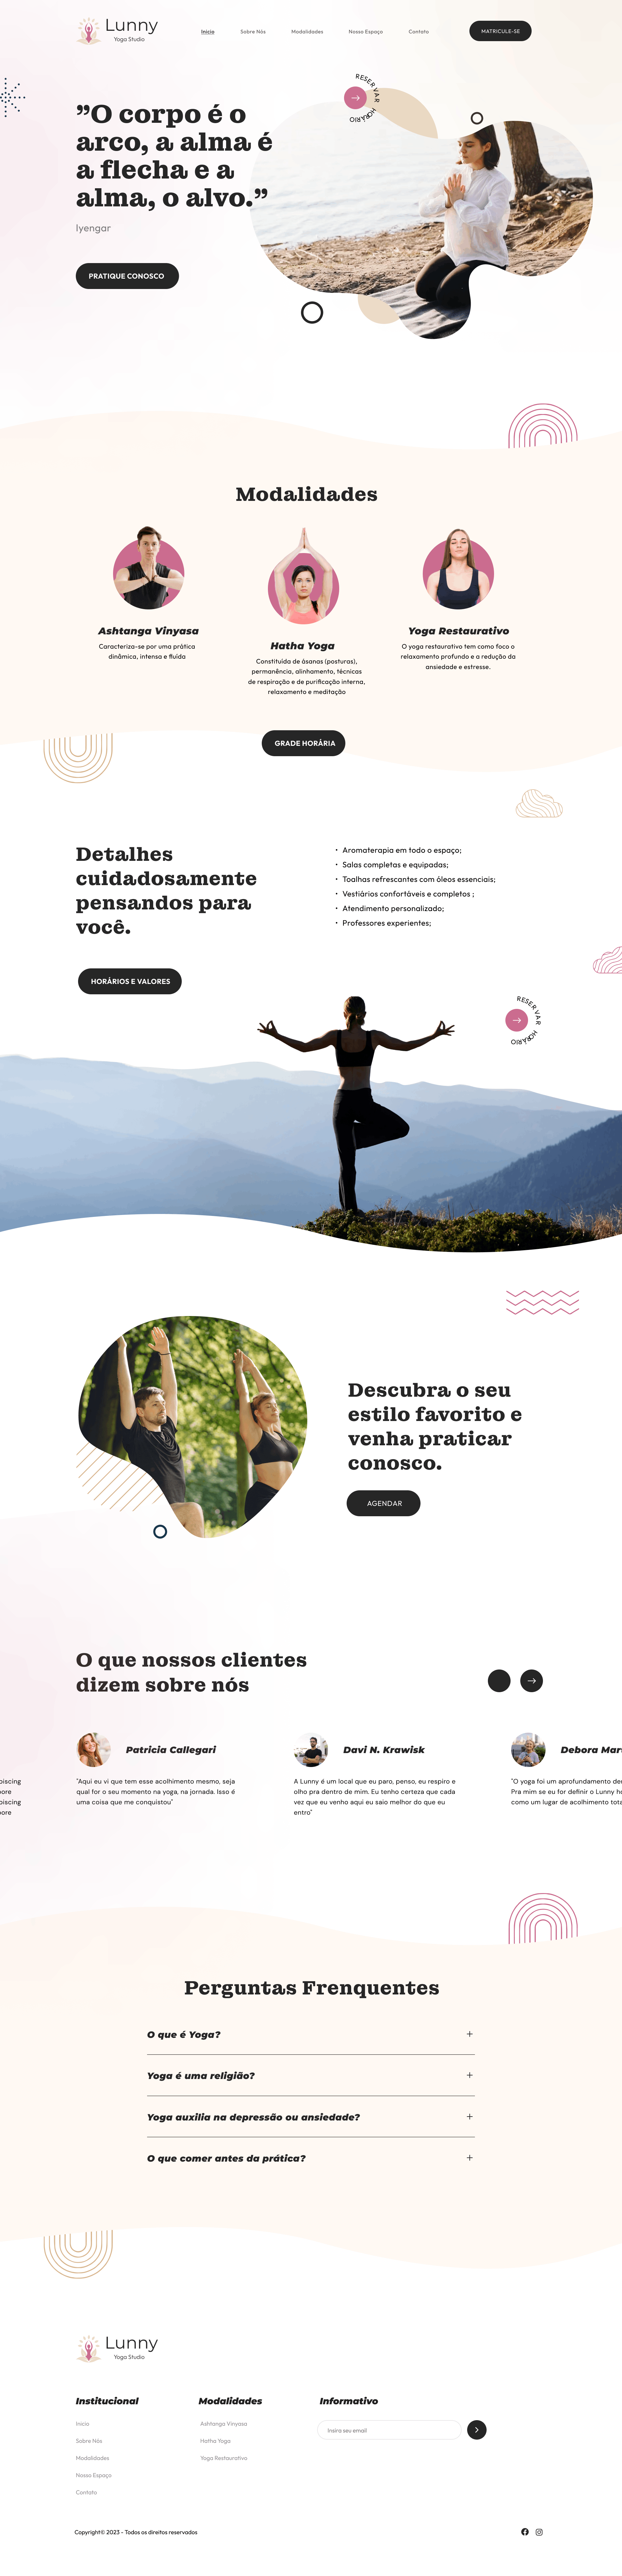 Lunny
Yoga Studio
Início
Sobre Nós
Modalidades
Nosso Espaço
Contato
MATRICULE-SE
RESERVAR HORÁRIO
”O corpo é o
arco, a alma é
a flecha e a
alma, o alvo.”
Iyengar
PRATIQUE CONOSCO
Modalidades
Ashtanga Vinyasa
Caracteriza-se por uma prática
dinâmica, intensa e fluída
Hatha Yoga
Constituída de ásanas (posturas),
permanência, alinhamento, técnicas
de respiração e de purificação interna,
relaxamento e meditação
Yoga Restaurativo
O yoga restaurativo tem como foco o
relaxamento profundo e a redução da
ansiedade e estresse.
GRADE HORÁRIA
Detalhes
cuidadosamente
pensandos para
você.
• Aromaterapia em todo o espaço;
• Salas completas e equipadas;
• Toalhas refrescantes com óleos essenciais;
• Vestiários confortáveis e completos ;
• Atendimento personalizado;
• Professores experientes;
HORÁRIOS E VALORES
RESERVAR HORÁRIO
Descubra o seu
estilo favorito e
venha praticar
conosco.
AGENDAR
O que nossos clientes
dizem sobre nós
piscing
pore
piscing
pore
Patricia Callegari
"Aqui eu vi que tem esse acolhimento mesmo, seja
qual for o seu momento na yoga, na jornada. Isso é
uma coisa que me conquistou"
Davi N. Krawisk
A Lunny é um local que eu paro, penso, eu respiro e
olho pra dentro de mim. Eu tenho certeza que cada
vez que eu venho aqui eu saio melhor do que eu
entro"
Debora Mar
"O yoga foi um aprofundamento de
Pra mim se eu for definir o Lunny ho
como um lugar de acolhimento tota
Perguntas Frenquentes
O que é Yoga?
Yoga é uma religião?
Yoga auxilia na depressão ou ansiedade?
O que comer antes da prática?
Lunny
Yoga Studio
Institucional
Início
Sobre Nós
Modalidades
Nosso Espaço
Contato
Modalidades
Ashtanga Vinyasa
Hatha Yoga
Yoga Restaurativo
Informativo
Insira seu email
Copyright© 2023 - Todos os direitos reservados